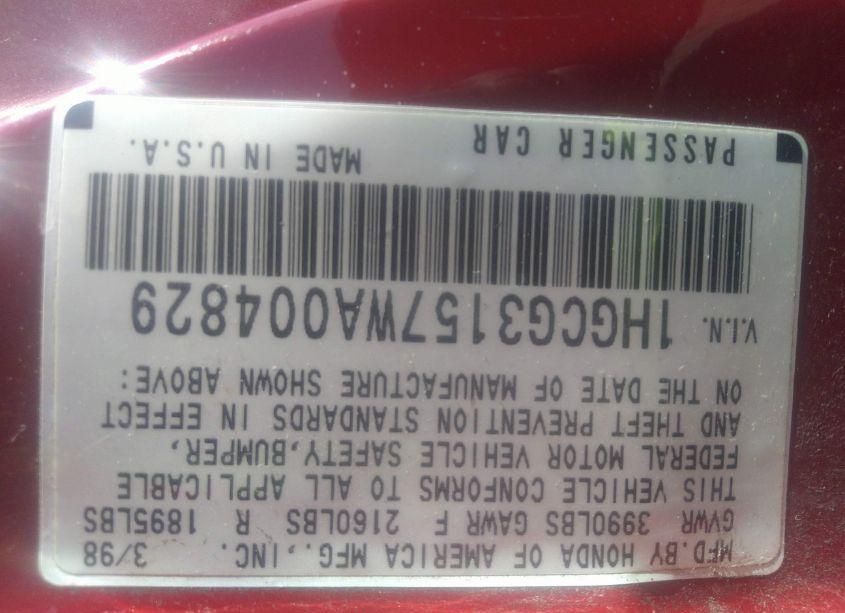 MFD.BY HONDA OF AMERICA MFG.,INC. 3/98
GVWR 3990LBS GAWR F 2160LBS R 1895LBS
THIS VEHICLE CONFORMS TO ALL APPLICABLE
FEDERAL MOTOR VEHICLE SAFETY,BUMPER,
AND THEFT PREVENTION STANDARDS IN EFFECT
ON THE DATE OF MANUFACTURE SHOWN ABOVE:
V.I.N. 1HGCG3157WA004829
PASSENGER CAR MADE IN U.S.A.